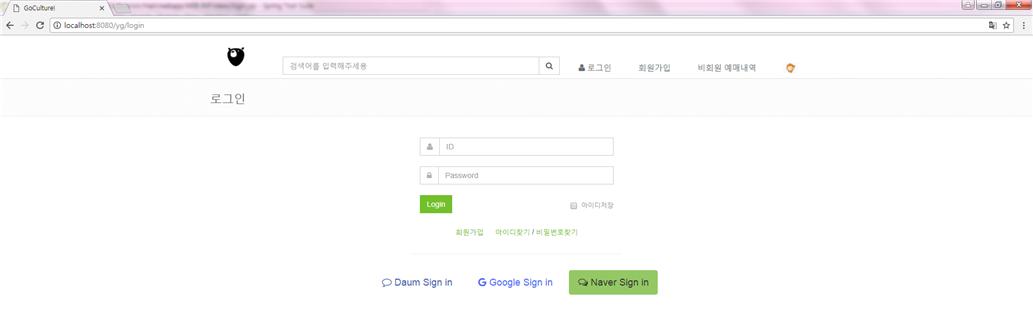 GoCulture!
localhost:8080/yg/login
검색어를 입력해주세용
로그인
회원가입
비회원 예매내역
로그인
ID
Password
Login
아이디저장
회원가입 아이디찾기 / 비밀번호찾기
Daum Sign in
Google Sign in
Naver Sign in